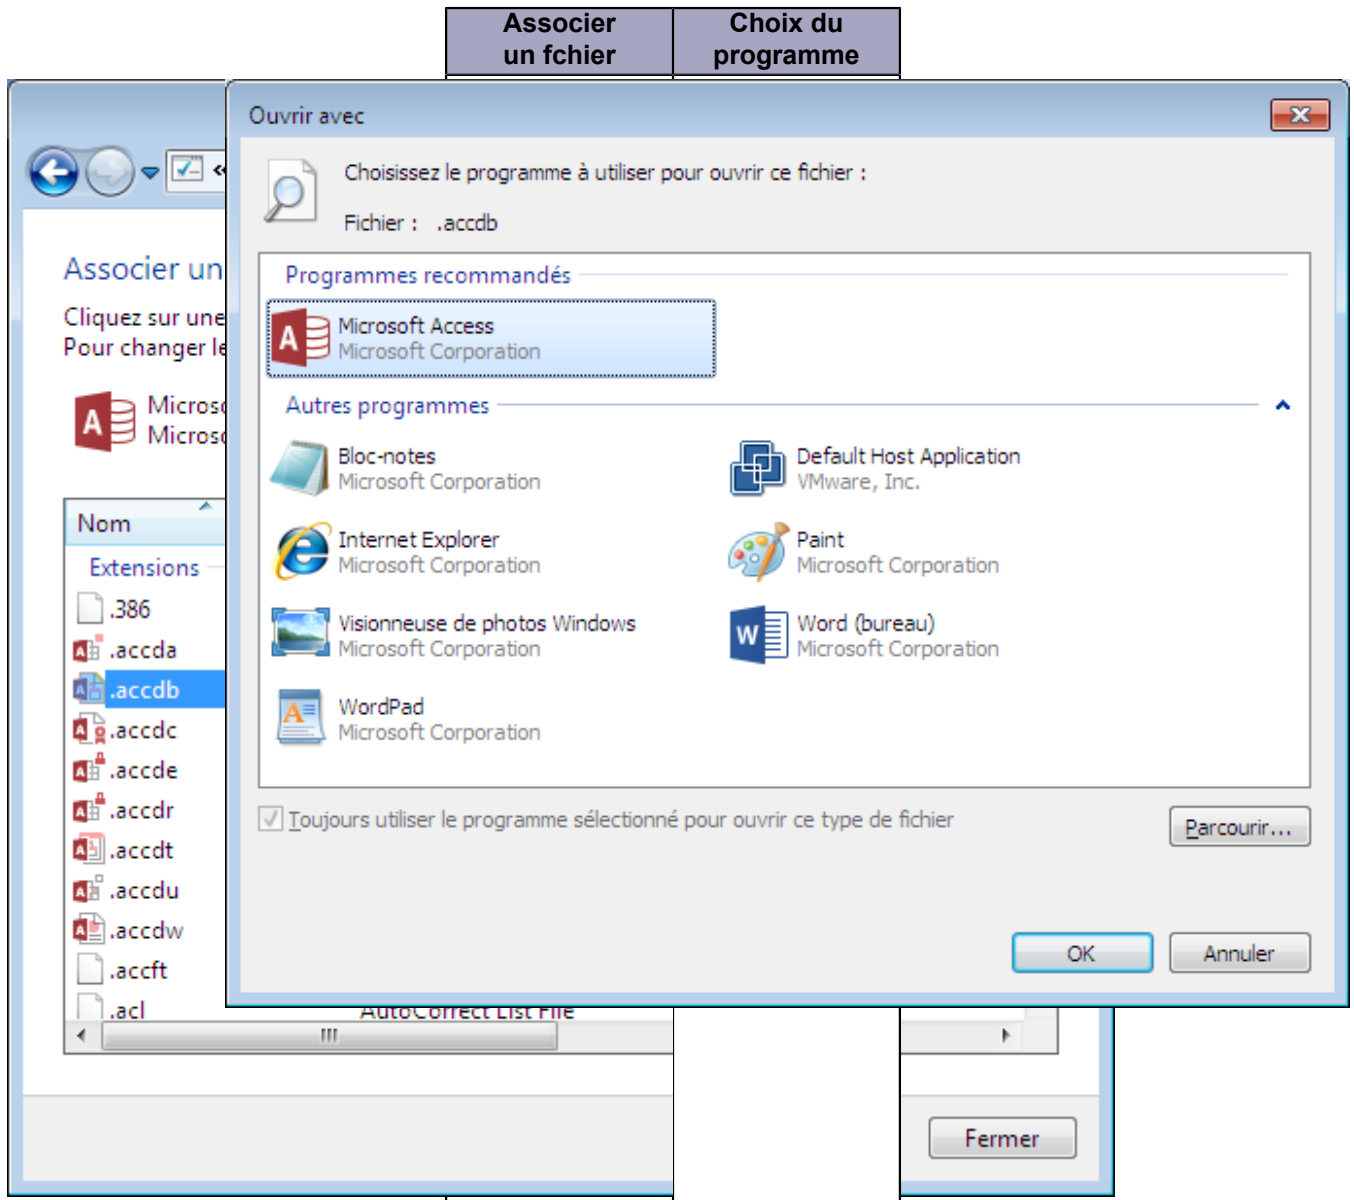 Associer
un fchier
Choix du
programme
Ouvrir avec
«
Choisissez le programme à utiliser pour ouvrir ce fichier :
Fichier : .accdb
Associer un
Cliquez sur une
Pour changer le
Programmes recommandés
Microsoft Access
Microsoft Corporation
Autres programmes
Bloc-notes
Microsoft Corporation
Default Host Application
VMware, Inc.
Internet Explorer
Microsoft Corporation
Paint
Microsoft Corporation
Visionneuse de photos Windows
Microsoft Corporation
Word (bureau)
Microsoft Corporation
WordPad
Microsoft Corporation
Nom
Extensions
.386
.accda
.accdb
.accdc
.accde
.accdr
.accdt
.accdu
.accdw
.accft
.acl
AutoCorrect List File
Toujours utiliser le programme sélectionné pour ouvrir ce type de fichier
Parcourir...
OK
Annuler
Fermer